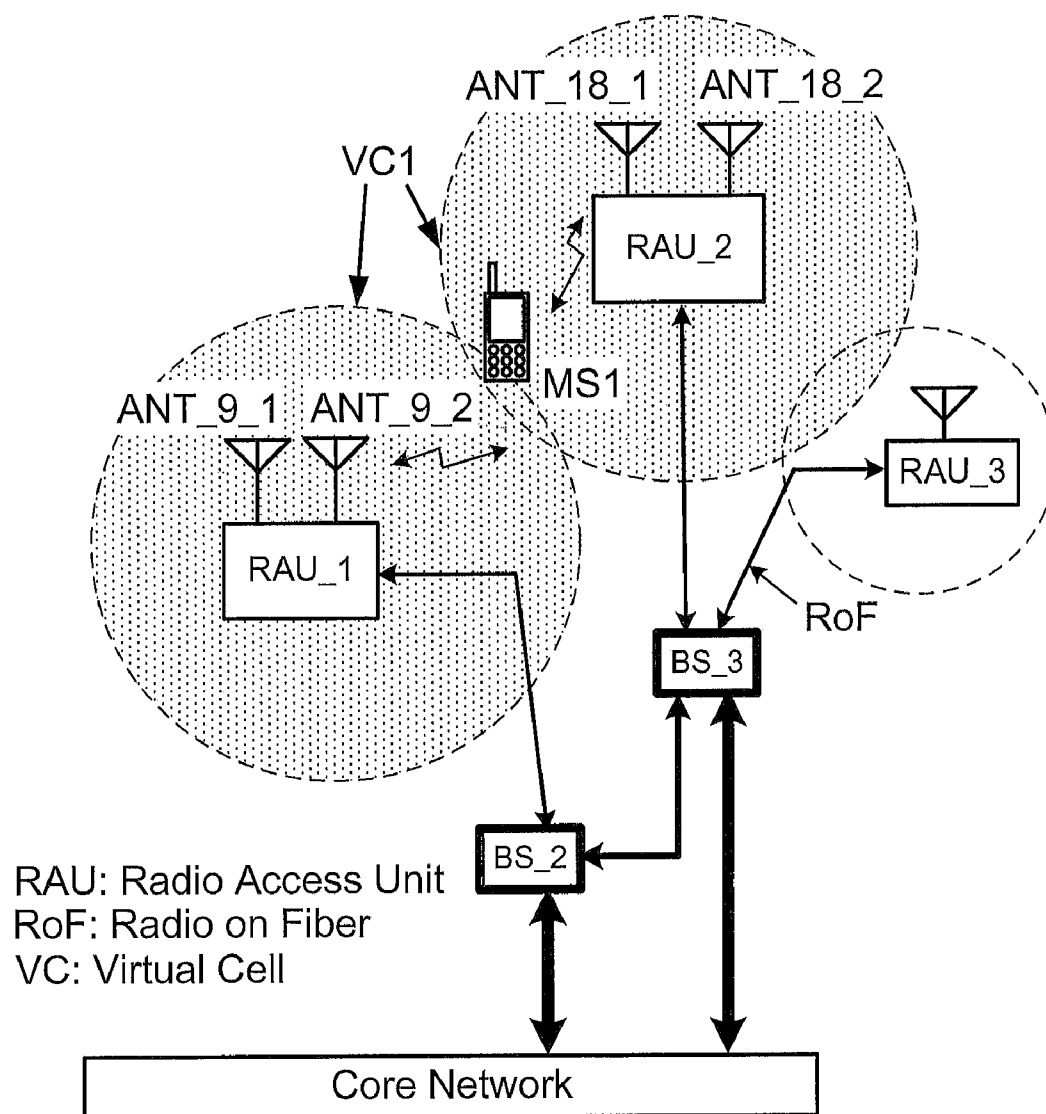 ANT_18_1 ANT_18_2
VC1
RAU_2
MS1
ANT_9_1 ANT_9_2
RAU_3
RAU_1
RoF
BS_3
BS_2
RAU: Radio Access Unit
RoF: Radio on Fiber
VC: Virtual Cell
Core Network